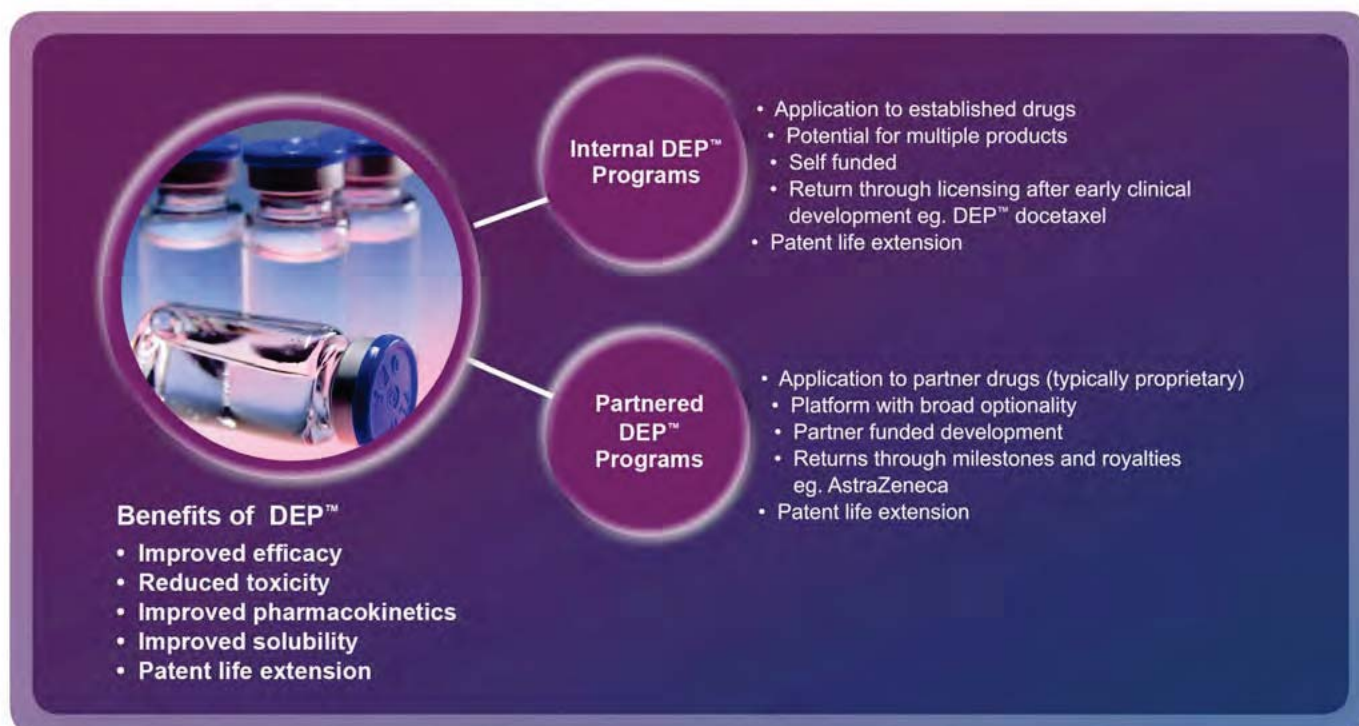 Internal DEP™
Programs
• Application to established drugs
• Potential for multiple products
• Self funded
• Return through licensing after early clinical
development eg. DEP™ docetaxel
• Patent life extension
Partnered
DEP™
Programs
• Application to partner drugs (typically proprietary)
• Platform with broad optionality
• Partner funded development
• Returns through milestones and royalties
eg. AstraZeneca
• Patent life extension
Benefits of DEP™
• Improved efficacy
• Reduced toxicity
• Improved pharmacokinetics
• Improved solubility
• Patent life extension